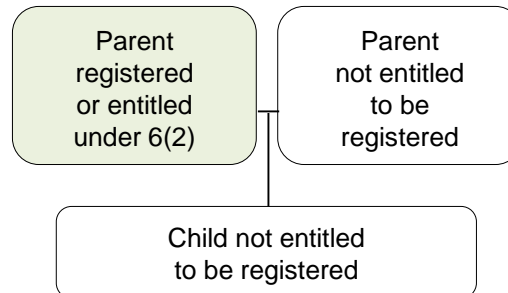 Parent
registered
or entitled
under 6(2)
Parent
not entitled
to be
registered
Child not entitled
to be registered